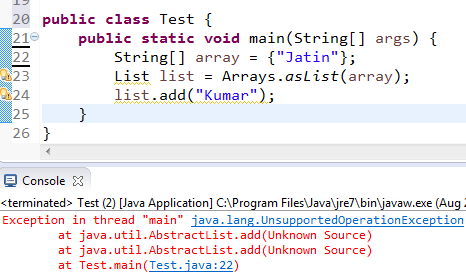 19
20 public class Test {
21 public static void main(String[] args) {
22 String[] array = {"Jatin"};
23 List list = Arrays.asList(array);
24 list.add("Kumar");
25 }
26 }
Console
<terminated> Test (2) [Java Application] C:\Program Files\Java\jre7\bin\javaw.exe (Aug 2
Exception in thread "main" java.lang.UnsupportedOperationException
at java.util.AbstractList.add(Unknown Source)
at java.util.AbstractList.add(Unknown Source)
at Test.main(Test.java:22)